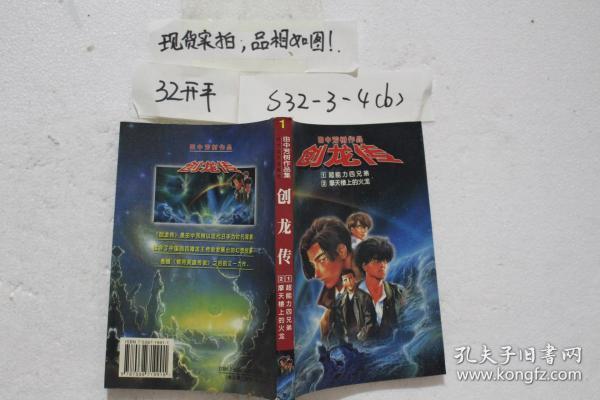 现货实拍，品相如图！.
32开平
S32-3-4(b)
田中芳树作品
创龙传
1
田中芳树作品集
创龙传
1超能力四兄弟
2摩天楼上的火龙
田中芳树作品
创龙传
1超能力四兄弟
2摩天楼上的火龙
孔夫子旧书网
www.kongfz.com